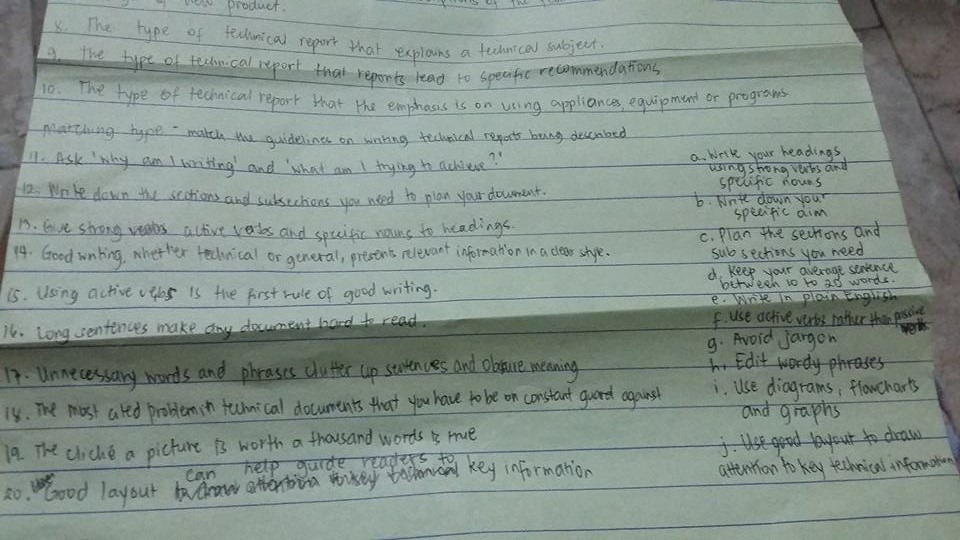 product.
8. The type of technical report that explains a technical subject.
9. The type of technical report that reports lead to specific recommendations
10. The type of technical report that the emphasis is on using appliances, equipment or programs
Matching type - match the guidelines on writing technical reports being described
11. Ask 'why am I writing' and 'what am I trying to achieve?'
12. Write down the sections and subsections you need to plan your document.
13. Give strong verbs active verbs and specific nouns to headings.
14. Good writing, whether technical or general, presents relevant information in a clear style.
15. Using active verbs is the first rule of good writing.
16. Long sentences make any document hard to read.
17. Unnecessary words and phrases clutter up sentences and obscure meaning
18. The most cited problem in technical documents that you have to be on constant guard against
19. The cliché a picture is worth a thousand words is true
20. Good layout can help guide readers to key information
a. Write your headings
using strong verbs and
specific nouns
b. Write down your
specific aim
c. Plan the sections and
sub sections you need
d. Keep your average sentence
between 10 to 20 words.
e. Write in plain English
f. Use active verbs rather than passive
verbs
g. Avoid jargon
h. Edit wordy phrases
i. Use diagrams, flowcharts
and graphs
j. Use good layout to draw
attention to key technical information